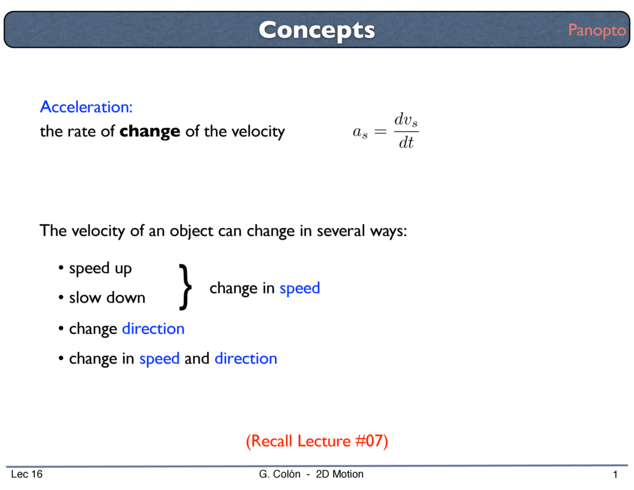 Concepts
Panopto
Acceleration:
the rate of change of the velocity
a_s = dv_s/dt
The velocity of an object can change in several ways:
• speed up
• slow down
} change in speed
• change direction
• change in speed and direction
(Recall Lecture #07)
Lec 16
G. Colón - 2D Motion
1